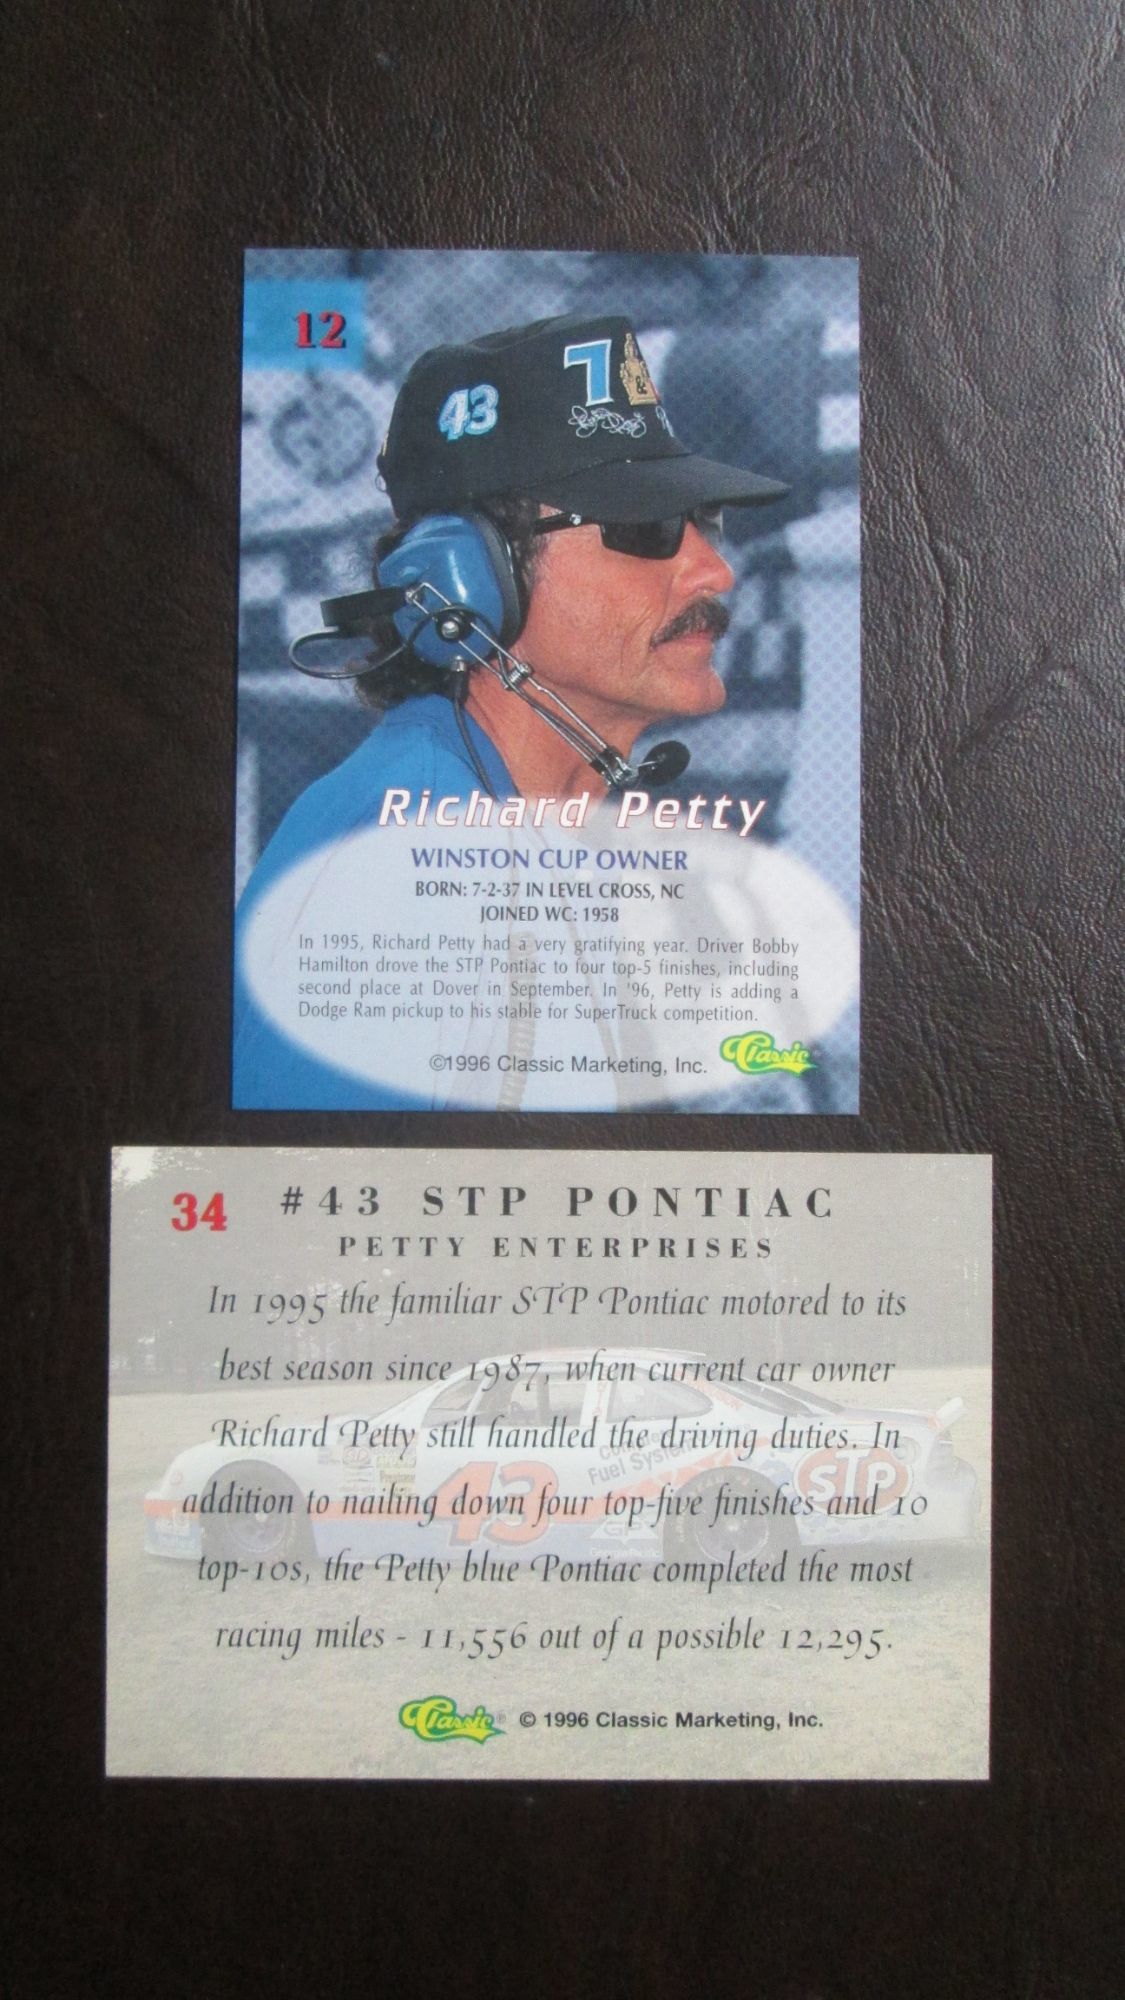 12
43
7
&
Richard Petty
WINSTON CUP OWNER
BORN: 7-2-37 IN LEVEL CROSS, NC
JOINED WC: 1958
In 1995, Richard Petty had a very gratifying year. Driver Bobby
Hamilton drove the STP Pontiac to four top-5 finishes, including
second place at Dover in September. In '96, Petty is adding a
Dodge Ram pickup to his stable for SuperTruck competition.
©1996 Classic Marketing, Inc. Classic
34 #43 STP PONTIAC
PETTY ENTERPRISES
In 1995 the familiar STP Pontiac motored to its
best season since 1987, when current car owner
Richard Petty still handled the driving duties. In
addition to nailing down four top-five finishes and 10
top-10s, the Petty blue Pontiac completed the most
racing miles - 11,556 out of a possible 12,295.
Fuel Systems
43
STP
Classic ® © 1996 Classic Marketing, Inc.